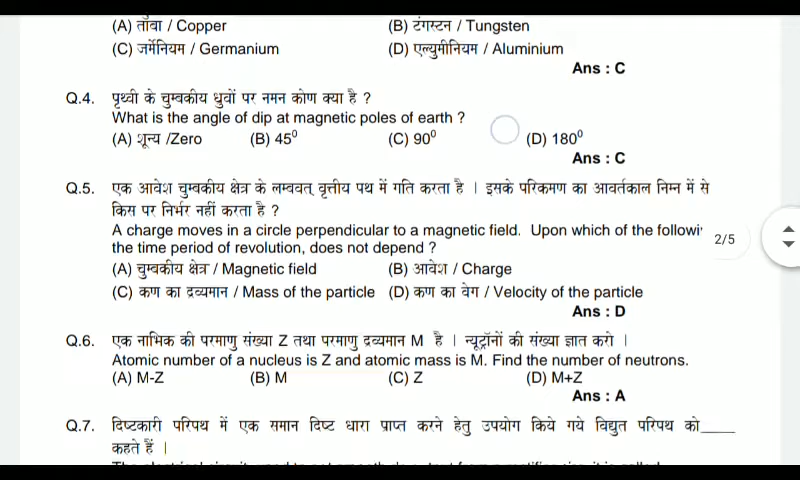 (A) ताँबा / Copper (B) टंगस्टन / Tungsten
(C) जर्मेनियम / Germanium (D) एल्युमीनियम / Aluminium
Ans : C
Q.4. पृथ्वी के चुम्बकीय धुवों पर नमन कोण क्या है ?
What is the angle of dip at magnetic poles of earth ?
(A) शून्य /Zero (B) 45⁰ (C) 90⁰ (D) 180⁰
Ans : C
Q.5. एक आवेश चुम्बकीय क्षेत्र के लम्बवत् वृत्तीय पथ में गति करता है । इसके परिक्रमण का आवर्तकाल निम्न में से
किस पर निर्भर नहीं करता है ?
A charge moves in a circle perpendicular to a magnetic field. Upon which of the followi
the time period of revolution, does not depend ?
2/5
(A) चुम्बकीय क्षेत्र / Magnetic field (B) आवेश / Charge
(C) कण का द्रव्यमान / Mass of the particle (D) कण का वेग / Velocity of the particle
Ans : D
Q.6. एक नाभिक की परमाणु संख्या Z तथा परमाणु द्रव्यमान M है । न्यूट्रॉनों की संख्या ज्ञात करो ।
Atomic number of a nucleus is Z and atomic mass is M. Find the number of neutrons.
(A) M-Z (B) M (C) Z (D) M+Z
Ans : A
Q.7. दिष्टकारी परिपथ में एक समान दिष्ट धारा प्राप्त करने हेतु उपयोग किये गये विद्युत परिपथ को____
कहते हैं ।